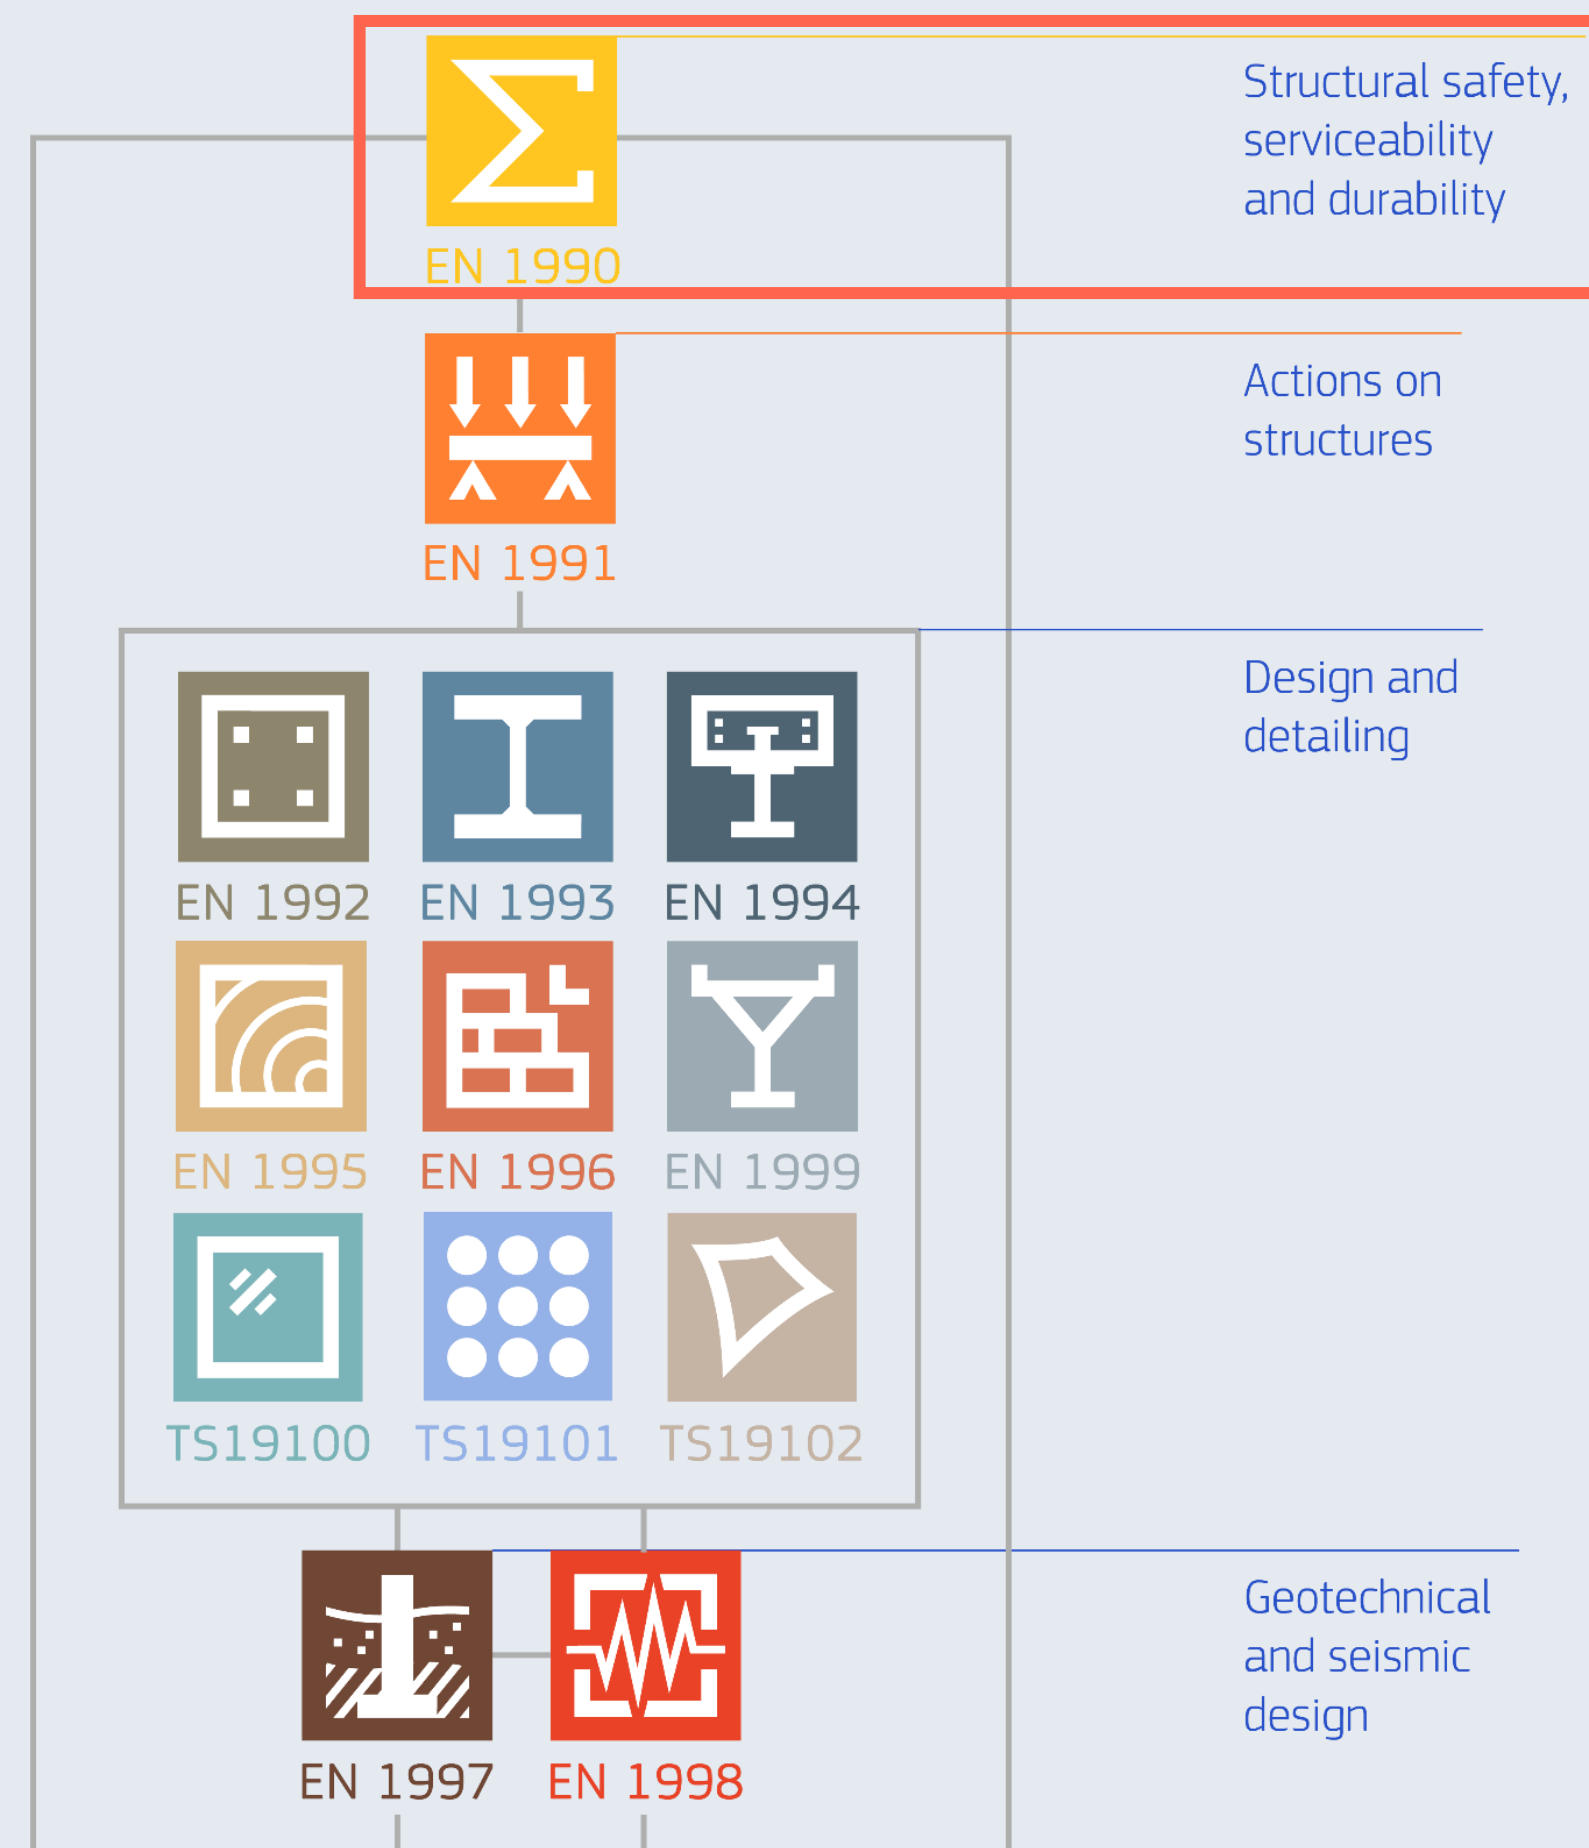 Structural safety,
serviceability
and durability
EN 1990
Actions on
structures
EN 1991
Design and
detailing
EN 1992 EN 1993 EN 1994
EN 1995 EN 1996 EN 1999
TS19100 TS19101 TS19102
Geotechnical
and seismic
design
EN 1997 EN 1998